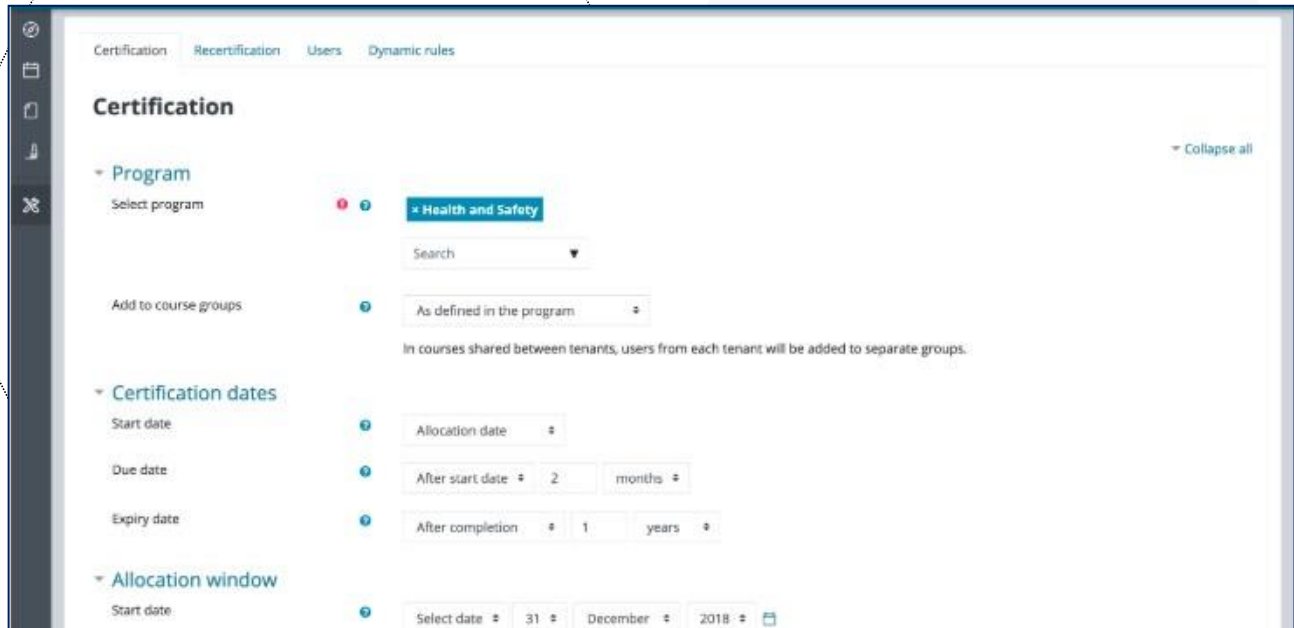 Certification Recertification Users Dynamic rules
Certification
Collapse all
Program
Select program × Health and Safety
Search
Add to course groups As defined in the program
In courses shared between tenants, users from each tenant will be added to separate groups.
Certification dates
Start date Allocation date
Due date After start date 2 months
Expiry date After completion 1 years
Allocation window
Start date Select date 31 December 2018